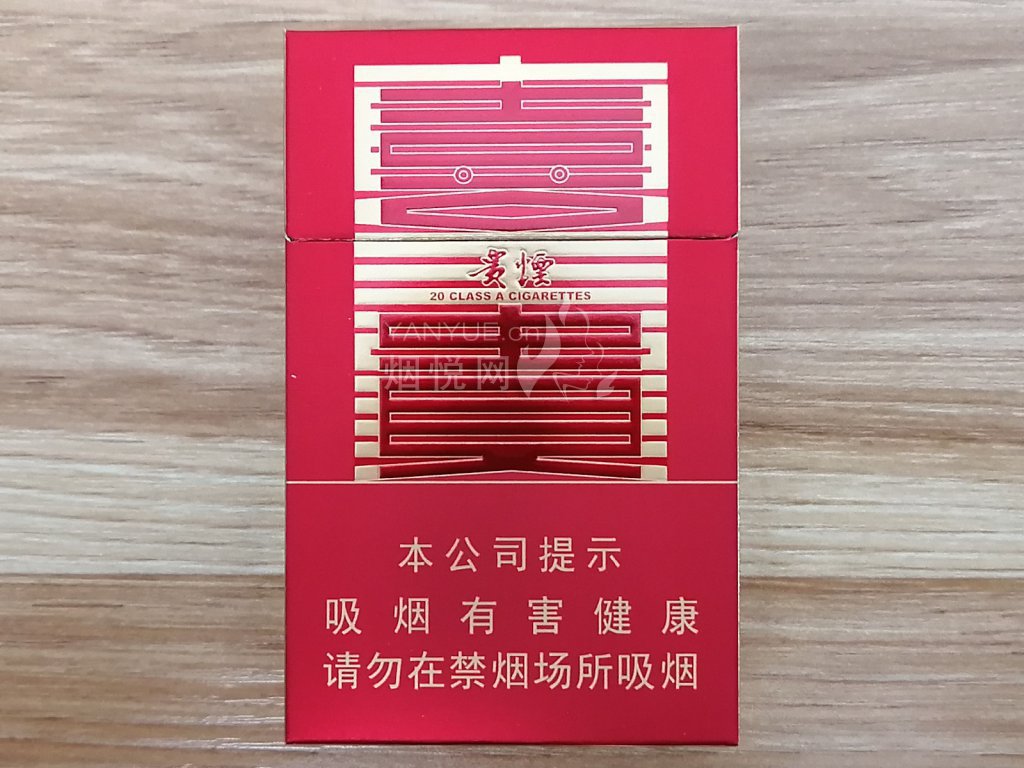 貴煙
20 CLASS A CIGARETTES
YANYUE.cn
烟悦网
本公司提示
吸烟有害健康
请勿在禁烟场所吸烟